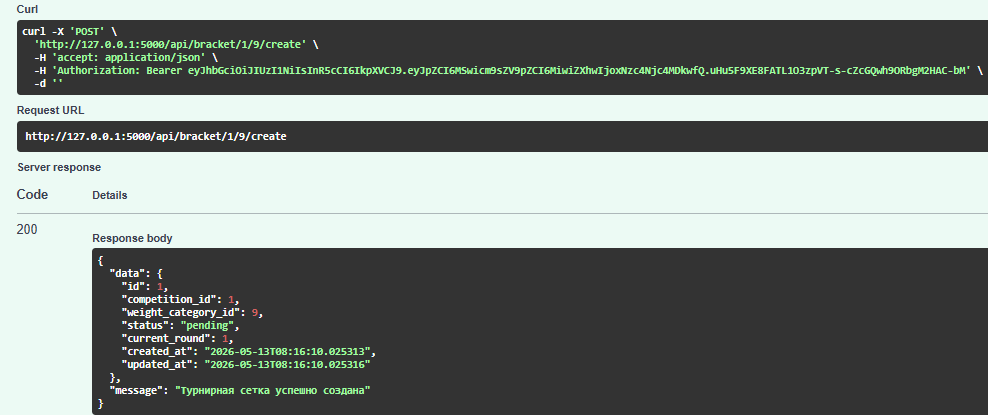 Curl
curl -X 'POST' \
'http://127.0.0.1:5000/api/bracket/1/9/create' \
-H 'accept: application/json' \
-H 'Authorization: Bearer eyJhbGciOiJIUzI1NiIsInR5cCI6IkpXVCJ9.eyJpZCI6MSwicm9sZV9pZCI6MiwiZXhwIjoxNzc4Njc4MDkwfQ.uHu5F9XE8FATL1O3zpVT-s-cZcGQwh9ORbgM2HAC-bM' \
-d ''
Request URL
http://127.0.0.1:5000/api/bracket/1/9/create
Server response
Code Details
200
Response body
{
"data": {
"id": 1,
"competition_id": 1,
"weight_category_id": 9,
"status": "pending",
"current_round": 1,
"created_at": "2026-05-13T08:16:10.025313",
"updated_at": "2026-05-13T08:16:10.025316"
},
"message": "Турнирная сетка успешно создана"
}